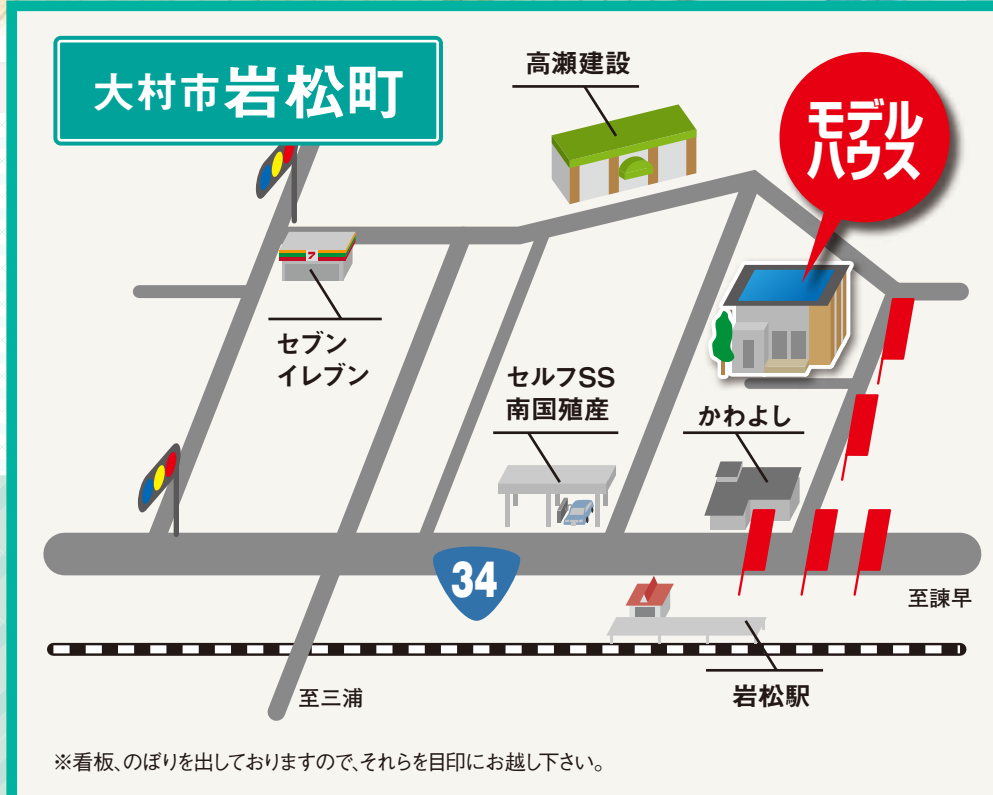 大村市岩松町
高瀬建設
モデル
ハウス
7
セブン
イレブン
セルフSS
南国殖産
かわよし
34
至諫早
至三浦
岩松駅
※看板、のぼりを出しておりますので、それらを目印にお越し下さい。